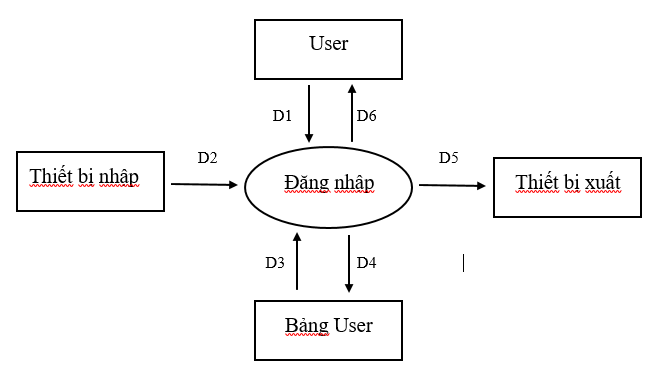 User
D1
D6
D2
D5
Thiết bị nhập
Đăng nhập
Thiết bị xuất
D3
D4
Bảng User